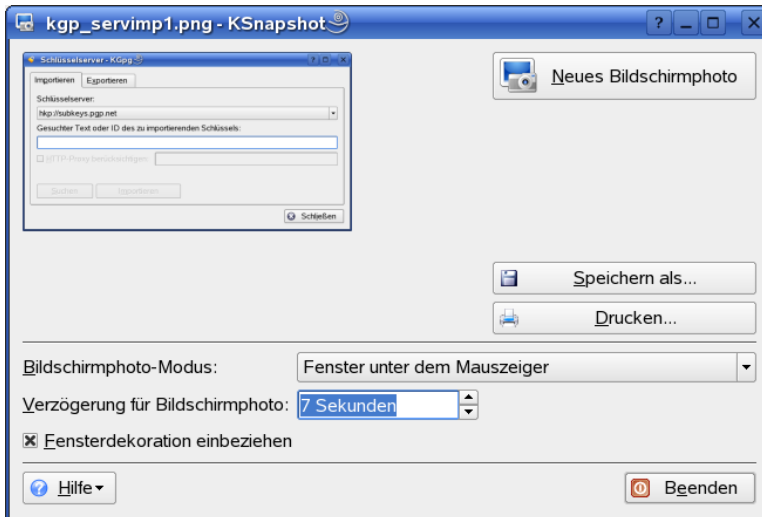 kgp_servimp1.png - KSnapshot
Schlüsselserver - KGpg
Importieren Exportieren
Schlüsselserver:
hkp://subkeys.pgp.net
Gesuchter Text oder ID des zu importierenden Schlüssels:
HTTP-Proxy berücksichtigen:
Suchen Importieren
Schließen
Neues Bildschirmphoto
Speichern als...
Drucken...
Bildschirmphoto-Modus: Fenster unter dem Mauszeiger
Verzögerung für Bildschirmphoto: 7 Sekunden
Fensterdekoration einbeziehen
Hilfe
Beenden